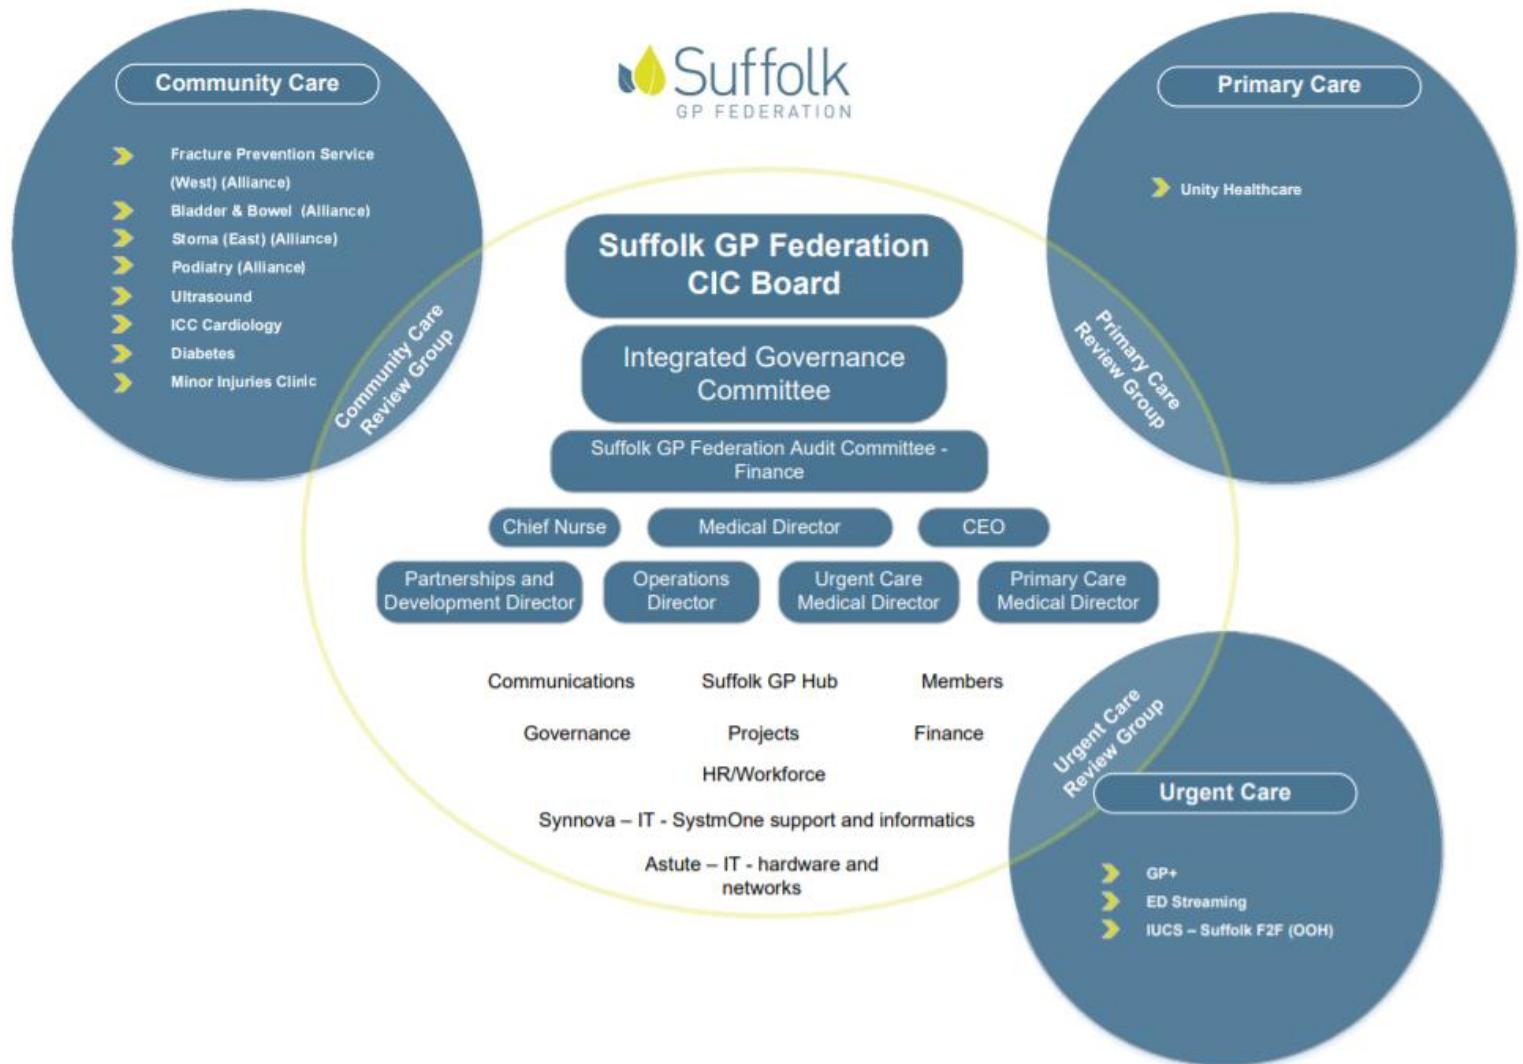 Suffolk
GP FEDERATION
Community Care
Fracture Prevention Service
(West) (Alliance)
Bladder & Bowel (Alliance)
Stoma (East) (Alliance)
Podiatry (Alliance)
Ultrasound
ICC Cardiology
Diabetes
Minor Injuries Clinic
Community Care
Review Group
Primary Care
Unity Healthcare
Primary Care
Review Group
Suffolk GP Federation
CIC Board
Integrated Governance
Committee
Suffolk GP Federation Audit Committee -
Finance
Chief Nurse
Medical Director
CEO
Partnerships and
Development Director
Operations
Director
Urgent Care
Medical Director
Primary Care
Medical Director
Communications
Suffolk GP Hub
Members
Governance
Projects
Finance
HR/Workforce
Synnova – IT - SystmOne support and informatics
Astute – IT - hardware and
networks
Urgent Care
Review Group
Urgent Care
GP+
ED Streaming
IUCS – Suffolk F2F (OOH)